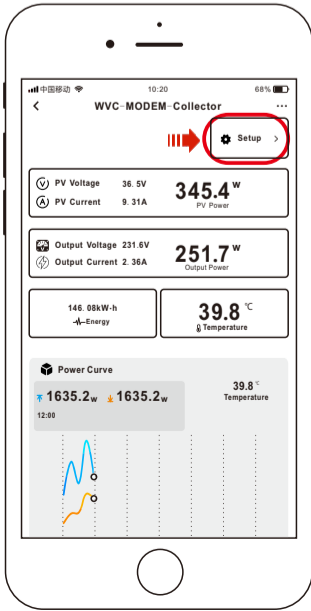 中国移动 10:20 68%
WVC-MODEM-Collector ...
Setup >
V PV Voltage 36. 5V
A PV Current 9. 31A
345.4 W
PV Power
Output Voltage 231.6V
Output Current 2. 36A
251.7 W
Output Power
146. 08kW-h
Energy
39.8 ℃
Temperature
Power Curve
1635.2w 1635.2w
12:00
39.8 ℃
Temperature